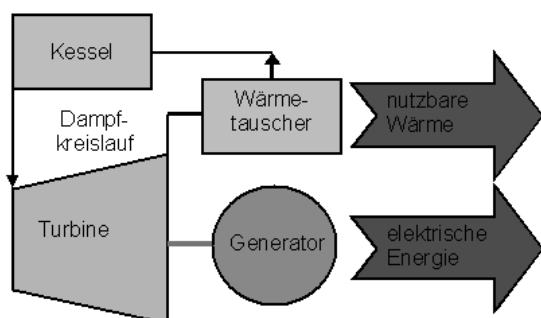 Kessel
Wärme-
tauscher
nutzbare
Wärme
Dampf-
kreislauf
Turbine
Generator
elektrische
Energie